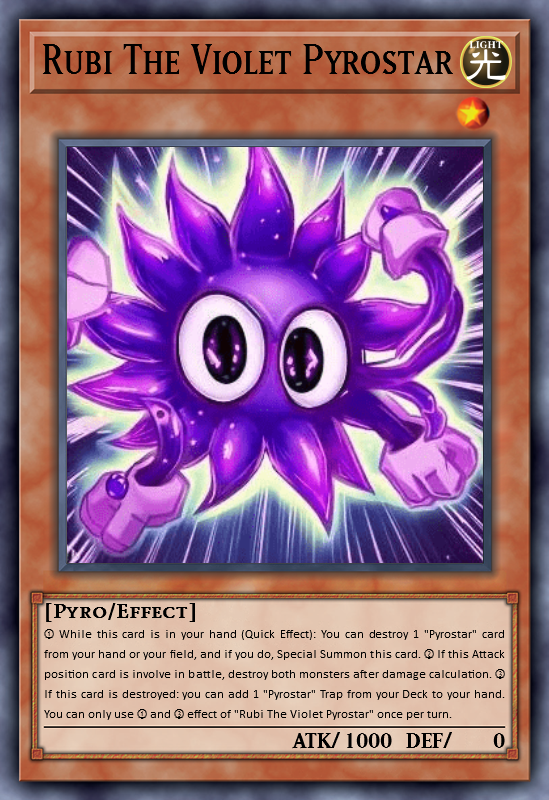 Rubi The Violet Pyrostar
LIGHT
光
[Pyro/Effect]
① While this card is in your hand (Quick Effect): You can destroy 1 "Pyrostar" card
from your hand or your field, and if you do, Special Summon this card. ② If this Attack
position card is involve in battle, destroy both monsters after damage calculation. ②
If this card is destroyed: you can add 1 "Pyrostar" Trap from your Deck to your hand.
You can only use ① and ② effect of "Rubi The Violet Pyrostar" once per turn.
ATK/ 1000 DEF/ 0